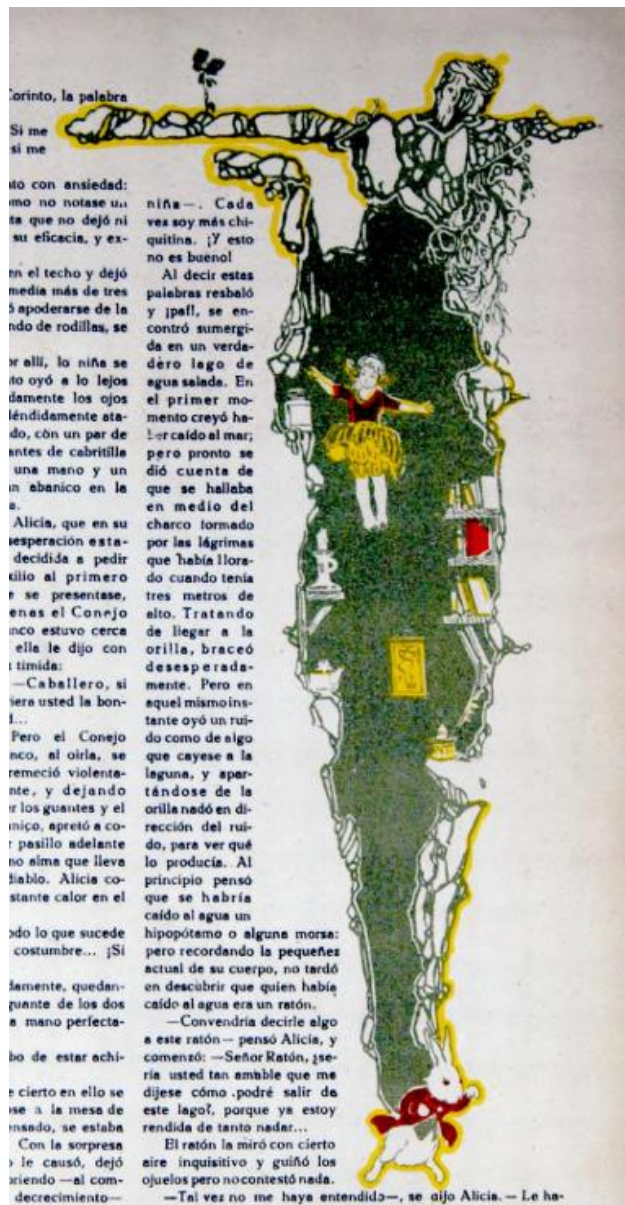 Corinto, la palabra
Si me
si me
to con ansiedad:
mo no notase un
ta que no dejó ni
su eficacia, y ex-
en el techo y dejó
media más de tres
ó apoderarse de la
ndo de rodillas, se
or allí, lo niña se
to oyó a lo lejos
damente los ojos
léndidamente ata-
do, con un par de
antes de cabritilla
una mano y un
n abanico en la
a.
Alicia, que en su
esesperación esta-
decidida a pedir
xilio al primero
e se presentase,
enas el Conejo
nco estuvo cerca
ella le dijo con
z tímida:
—Caballero, si
iera usted la bon-
d...
Pero el Conejo
nco, al oirla, se
remeció violenta-
nte, y dejando
er los guantes y el
nico, apretó a co-
r pasillo adelante
no alma que lleva
diablo. Alicia co-
stante calor en el
odo lo que sucede
costumbre... ¡Si
damente, quedan-
guante de los dos
a mano perfecta-
bo de estar achi-
e cierto en ello se
ose a la mesa de
ensado, se estaba
Con la sorpresa
o le causó, dejó
priendo —al com-
decrecimiento—
niña—. Cada
vez soy más chi-
quitina. ¡Y esto
no es bueno!
Al decir estas
palabras resbaló
y ¡paf!, se en-
contró sumergi-
da en un verda-
dero lago de
agua salada. En
el primer mo-
mento creyó ha-
ber caído al mar;
pero pronto se
dió cuenta de
que se hallaba
en medio del
charco formado
por las lágrimas
que había llora-
do cuando tenía
tres metros de
alto. Tratando
de llegar a la
orilla, braceó
desesperada-
mente. Pero en
aquel mismo ins-
tante oyó un rui-
do como de algo
que cayese a la
laguna, y apar-
tándose de la
orilla nadó en di-
rección del rui-
do, para ver qué
lo producía. Al
principio pensó
que se habría
caído al agua un
hipopótamo o alguna morsa:
pero recordando la pequeñez
actual de su cuerpo, no tardó
en descubrir que quien había
caído al agua era un ratón.
—Convendría decirle algo
a este ratón— pensó Alicia, y
comenzó: —Señor Ratón, ¿se-
ría usted tan amable que me
dijese cómo podré salir de
este lago?, porque ya estoy
rendida de tanto nadar...
El ratón la miró con cierto
aire inquisitivo y guiñó los
ojuelos pero no contestó nada.
—Tal vez no me haya entendido—, se dijo Alicia. — Le ha-